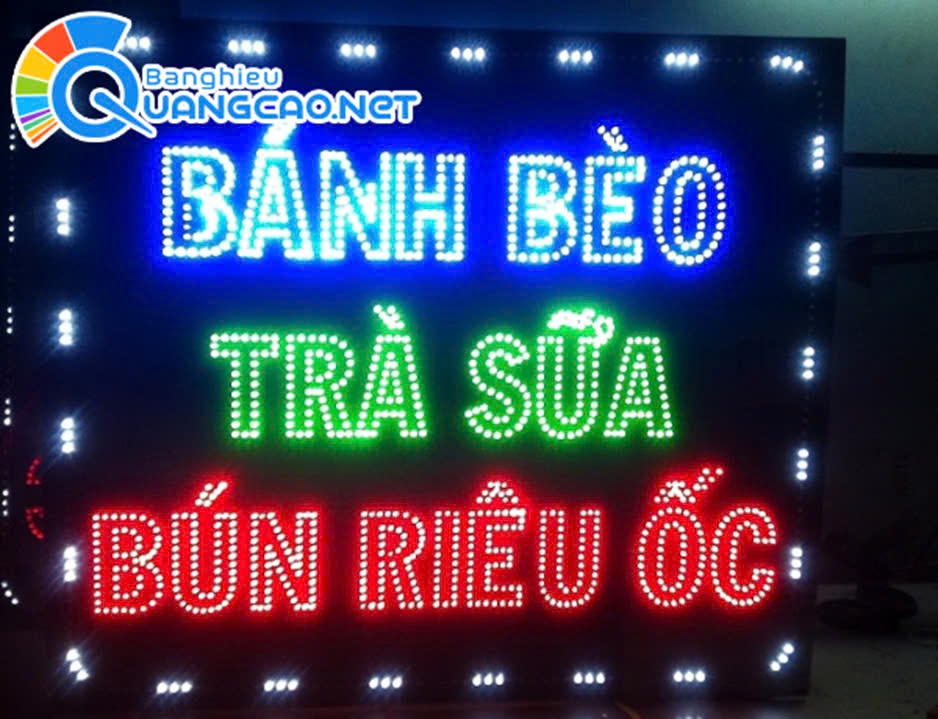 Banghieu
QUANGCAO.NET
BÁNH BÈO
TRÀ SỮA
BÚN RIÊU ỐC